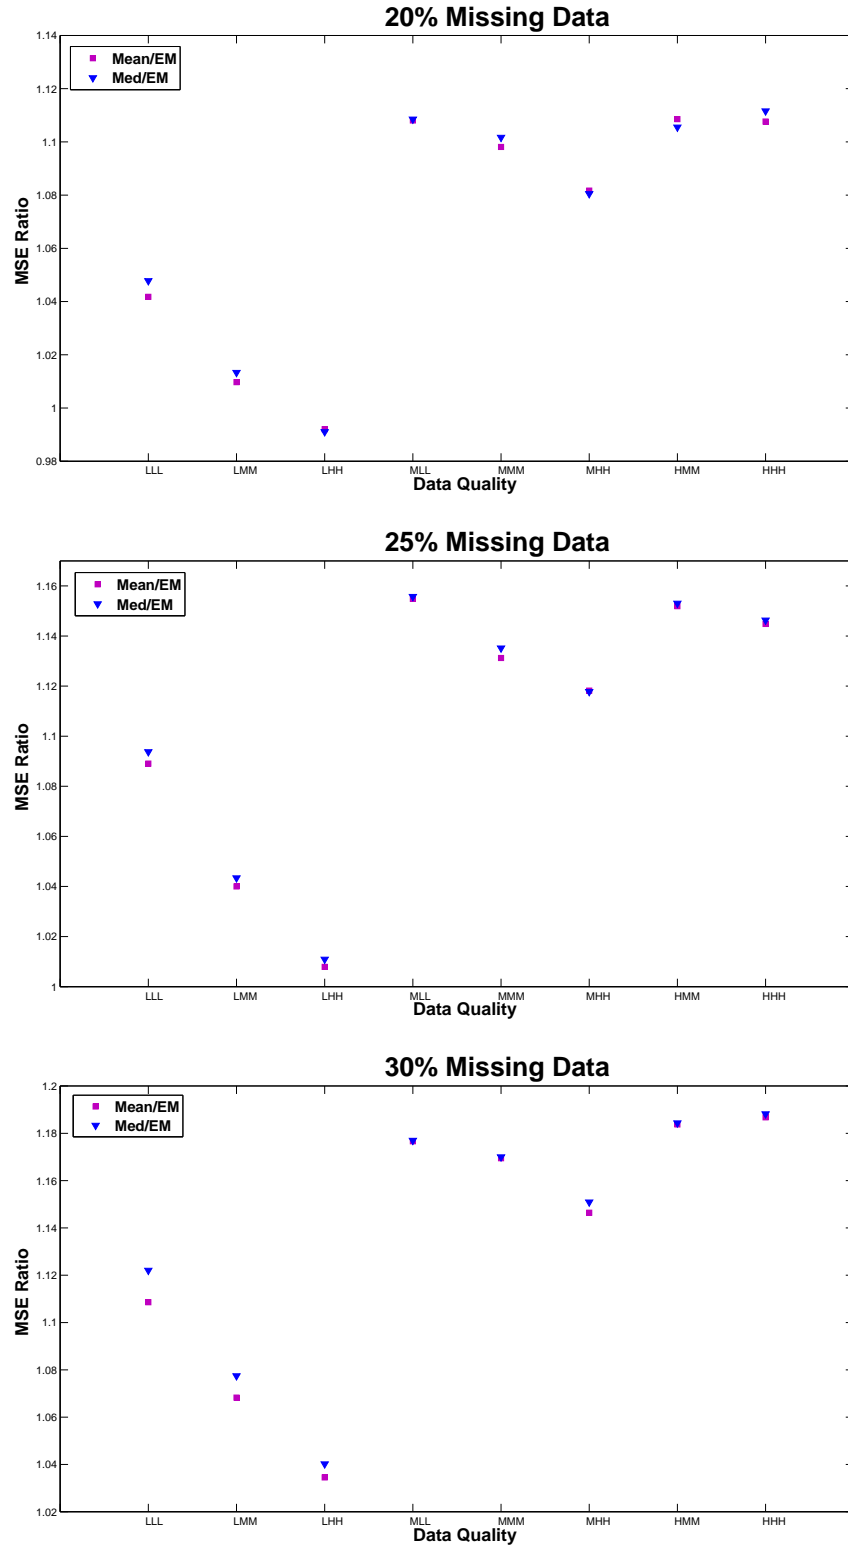 20% Missing Data
1.14
1.12
1.1
1.08
1.06
1.04
1.02
1
0.98
MSE Ratio
Mean/EM
Med/EM
LLL LMM LHH MLL MMM MHH HMM HHH
Data Quality
25% Missing Data
1.16
1.14
1.12
1.1
1.08
1.06
1.04
1.02
1
MSE Ratio
Mean/EM
Med/EM
LLL LMM LHH MLL MMM MHH HMM HHH
Data Quality
30% Missing Data
1.2
1.18
1.16
1.14
1.12
1.1
1.08
1.06
1.04
1.02
MSE Ratio
Mean/EM
Med/EM
LLL LMM LHH MLL MMM MHH HMM HHH
Data Quality